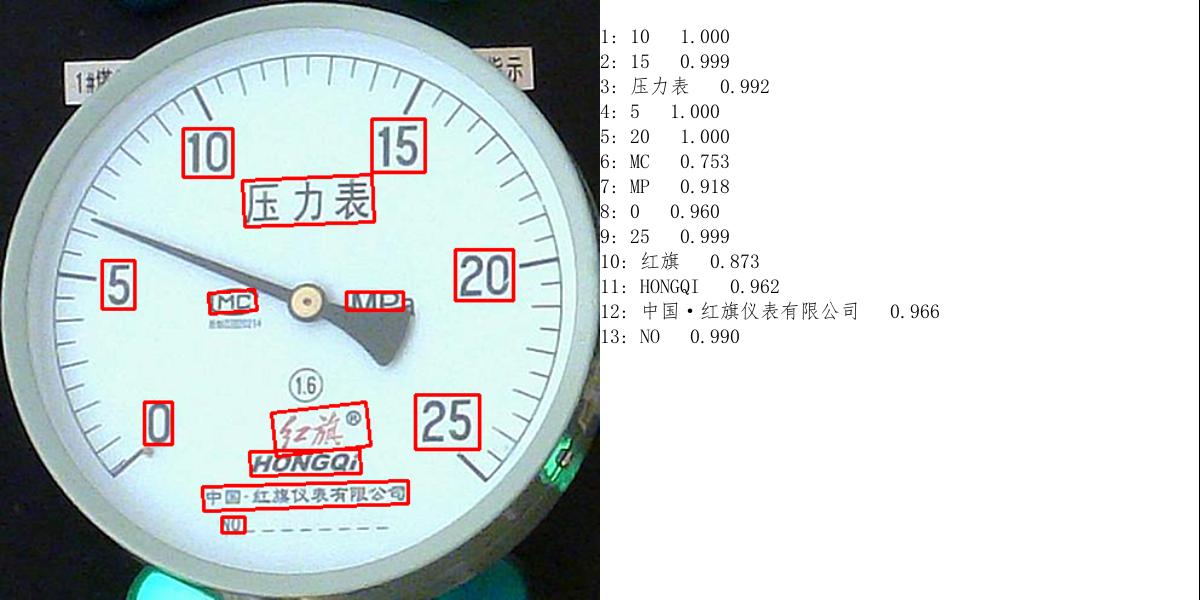 1#塔
指示
10
15
压力表
5
20
MC
MPa
0
1.6
25
红旗®
HONGQi
中国·红旗仪表有限公司
NO
1: 10 1.000
2: 15 0.999
3: 压力表 0.992
4: 5 1.000
5: 20 1.000
6: MC 0.753
7: MP 0.918
8: 0 0.960
9: 25 0.999
10: 红旗 0.873
11: HONGQI 0.962
12: 中国·红旗仪表有限公司 0.966
13: NO 0.990